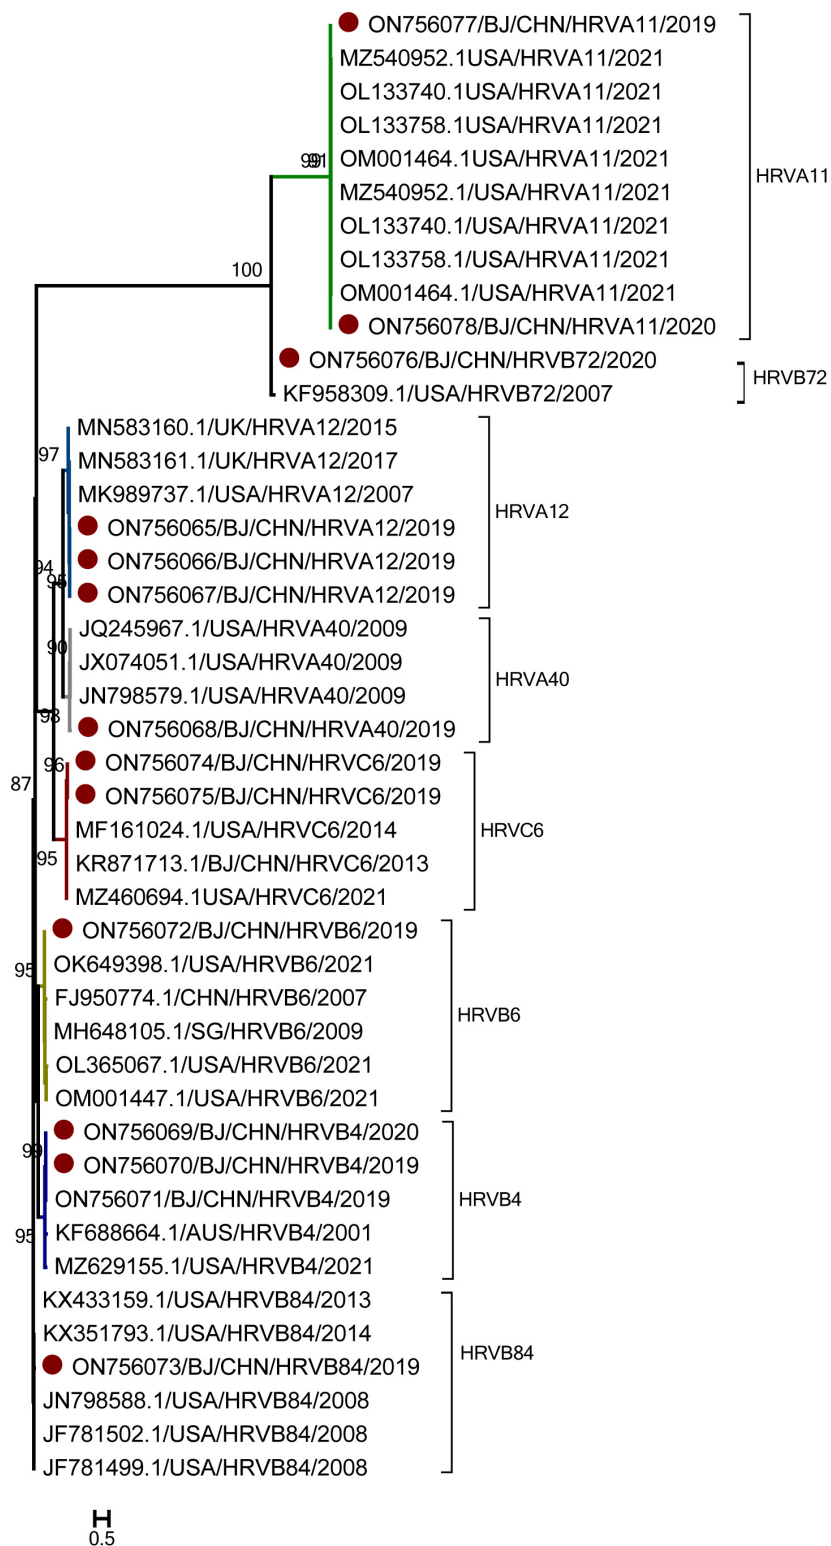 ON756077/BJ/CHN/HRVA11/2019
MZ540952.1USA/HRVA11/2021
OL133740.1USA/HRVA11/2021
OL133758.1USA/HRVA11/2021
OM001464.1USA/HRVA11/2021
MZ540952.1/USA/HRVA11/2021
OL133740.1/USA/HRVA11/2021
OL133758.1/USA/HRVA11/2021
OM001464.1/USA/HRVA11/2021
ON756078/BJ/CHN/HRVA11/2020
HRVA11
91
100
ON756076/BJ/CHN/HRVB72/2020
KF958309.1/USA/HRVB72/2007
HRVB72
MN583160.1/UK/HRVA12/2015
MN583161.1/UK/HRVA12/2017
MK989737.1/USA/HRVA12/2007
ON756065/BJ/CHN/HRVA12/2019
ON756066/BJ/CHN/HRVA12/2019
ON756067/BJ/CHN/HRVA12/2019
HRVA12
97
94
95
JQ245967.1/USA/HRVA40/2009
JX074051.1/USA/HRVA40/2009
JN798579.1/USA/HRVA40/2009
ON756068/BJ/CHN/HRVA40/2019
HRVA40
90
98
ON756074/BJ/CHN/HRVC6/2019
ON756075/BJ/CHN/HRVC6/2019
MF161024.1/USA/HRVC6/2014
KR871713.1/BJ/CHN/HRVC6/2013
MZ460694.1USA/HRVC6/2021
HRVC6
96
87
95
ON756072/BJ/CHN/HRVB6/2019
OK649398.1/USA/HRVB6/2021
FJ950774.1/CHN/HRVB6/2007
MH648105.1/SG/HRVB6/2009
OL365067.1/USA/HRVB6/2021
OM001447.1/USA/HRVB6/2021
HRVB6
95
ON756069/BJ/CHN/HRVB4/2020
ON756070/BJ/CHN/HRVB4/2019
ON756071/BJ/CHN/HRVB4/2019
KF688664.1/AUS/HRVB4/2001
MZ629155.1/USA/HRVB4/2021
HRVB4
99
95
KX433159.1/USA/HRVB84/2013
KX351793.1/USA/HRVB84/2014
ON756073/BJ/CHN/HRVB84/2019
JN798588.1/USA/HRVB84/2008
JF781502.1/USA/HRVB84/2008
JF781499.1/USA/HRVB84/2008
HRVB84
0.5